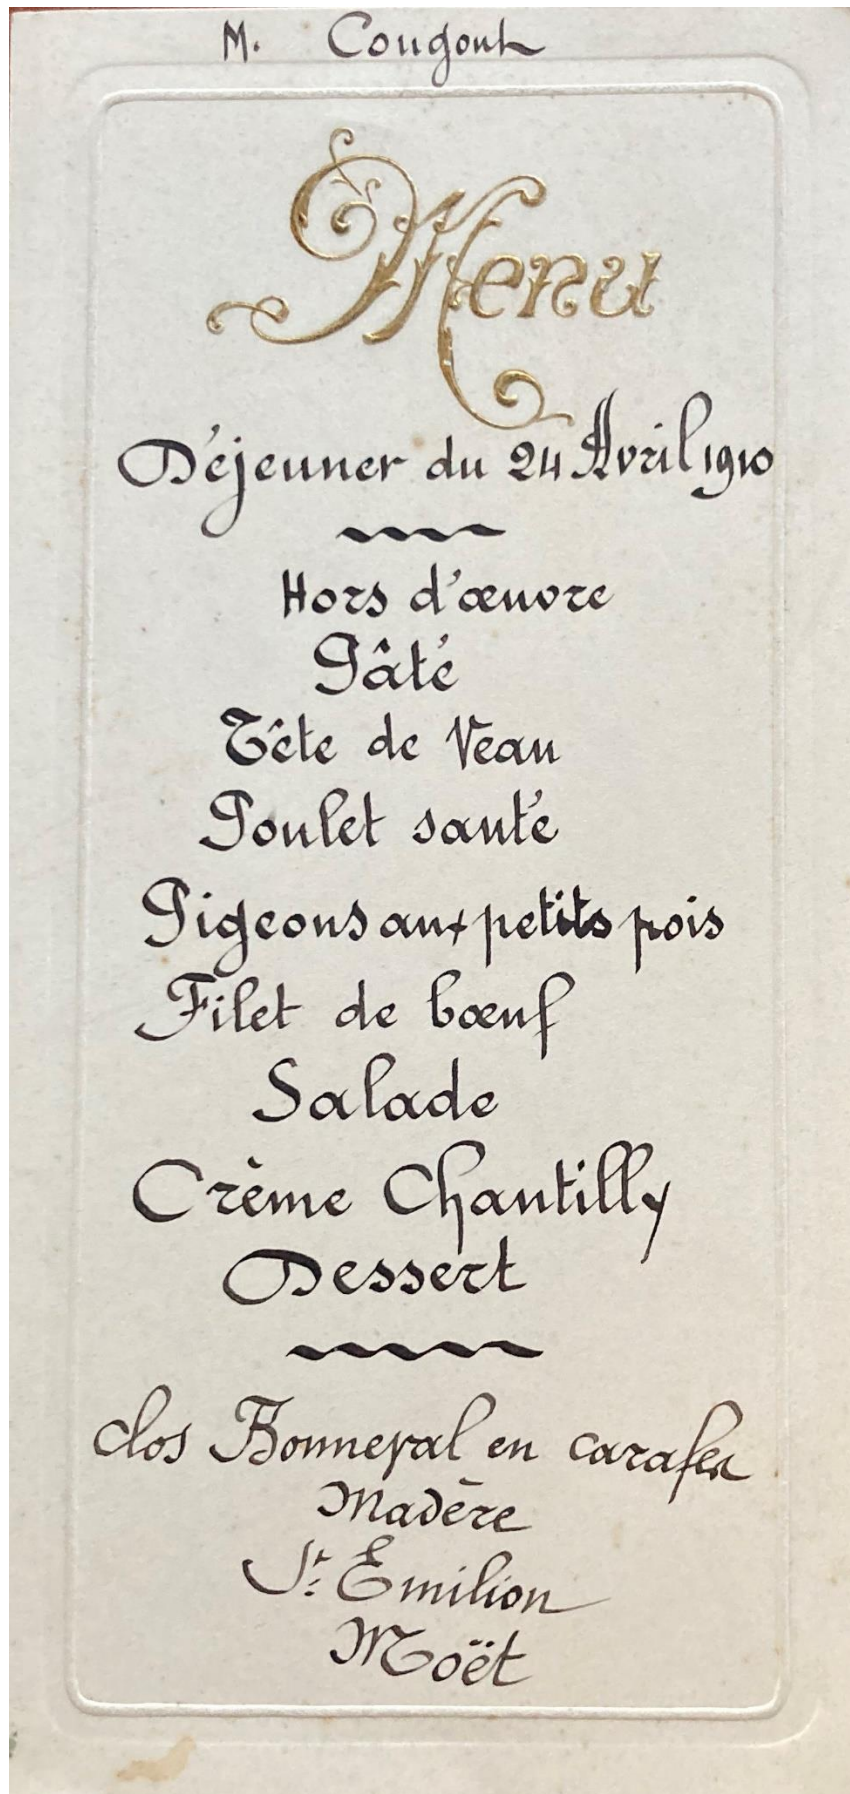 M. Cougoul
Menu
Déjeuner du 24 Avril 1910
Hors d'œuvre
Pâté
Tête de Veau
Poulet sauté
Pigeons aux petits pois
Filet de bœuf
Salade
Crème Chantilly
Dessert
Clos Bonneval en carafes
Madère
St. Emilion
Moët